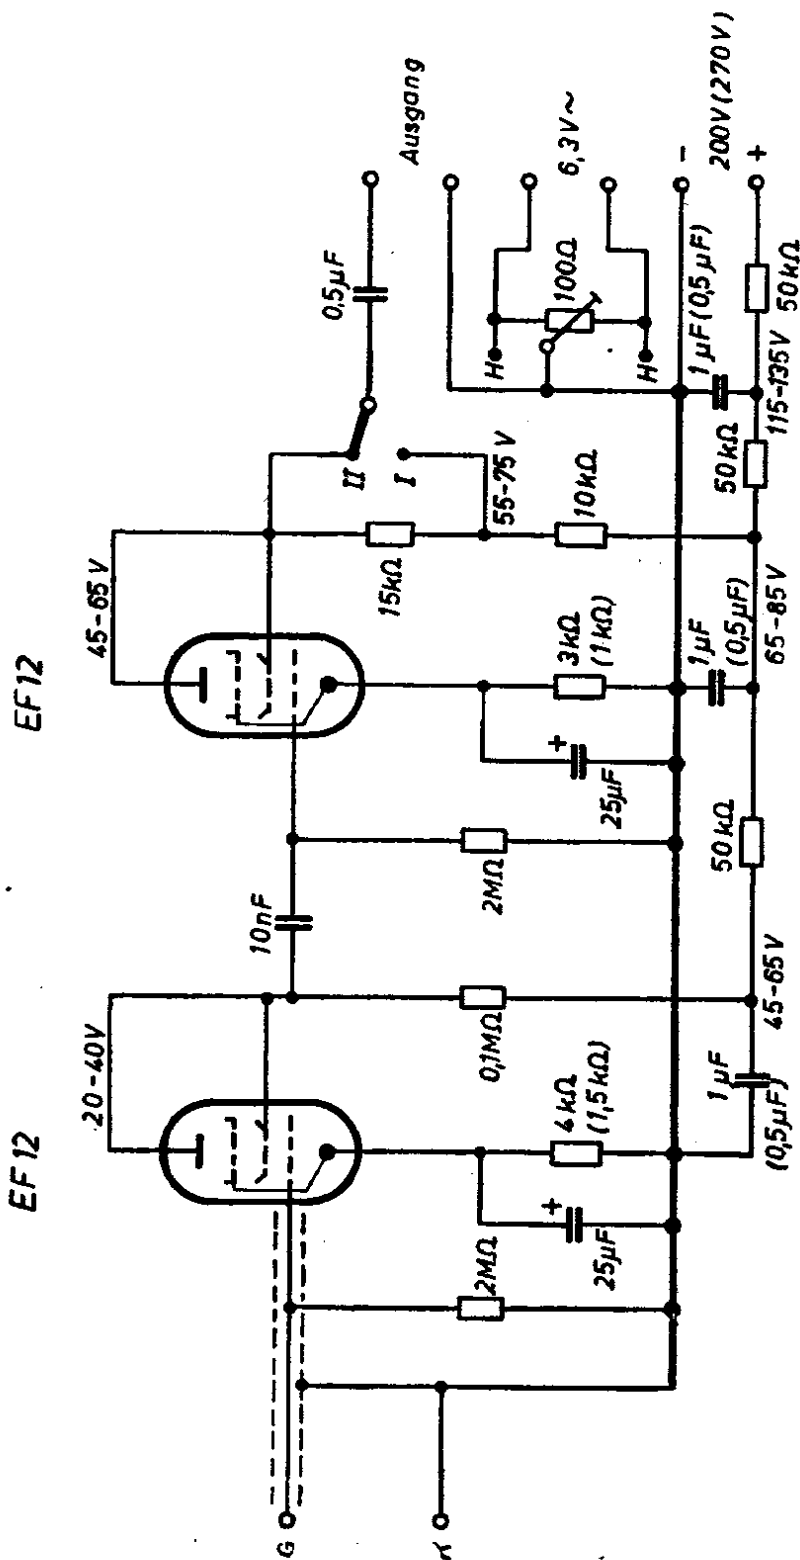 EF12
EF12
20-40V
45-65V
10nF
0,5µF
Ausgang
II
I
15kΩ
55-75V
10kΩ
G
2MΩ
25µF
+
4kΩ
(1,5kΩ)
0,1MΩ
2MΩ
25µF
+
3kΩ
(1kΩ)
H
H
100Ω
6,3V~
1µF
(0,5µF)
45-65V
50kΩ
1µF
(0,5µF)
65-85V
50kΩ
1µF(0,5µF)
115-135V
50kΩ
-
200V(270V)
+